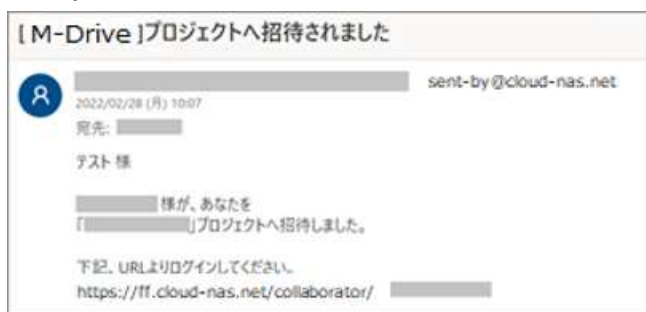 [ M-Drive ]プロジェクトへ招待されました
sent-by@cloud-nas.net
2022/02/28 (月) 10:07
宛先:
テスト 様
様が、あなたを
「」プロジェクトへ招待しました。
下記、URLよりログインしてください。
https://ff.cloud-nas.net/collaborator/